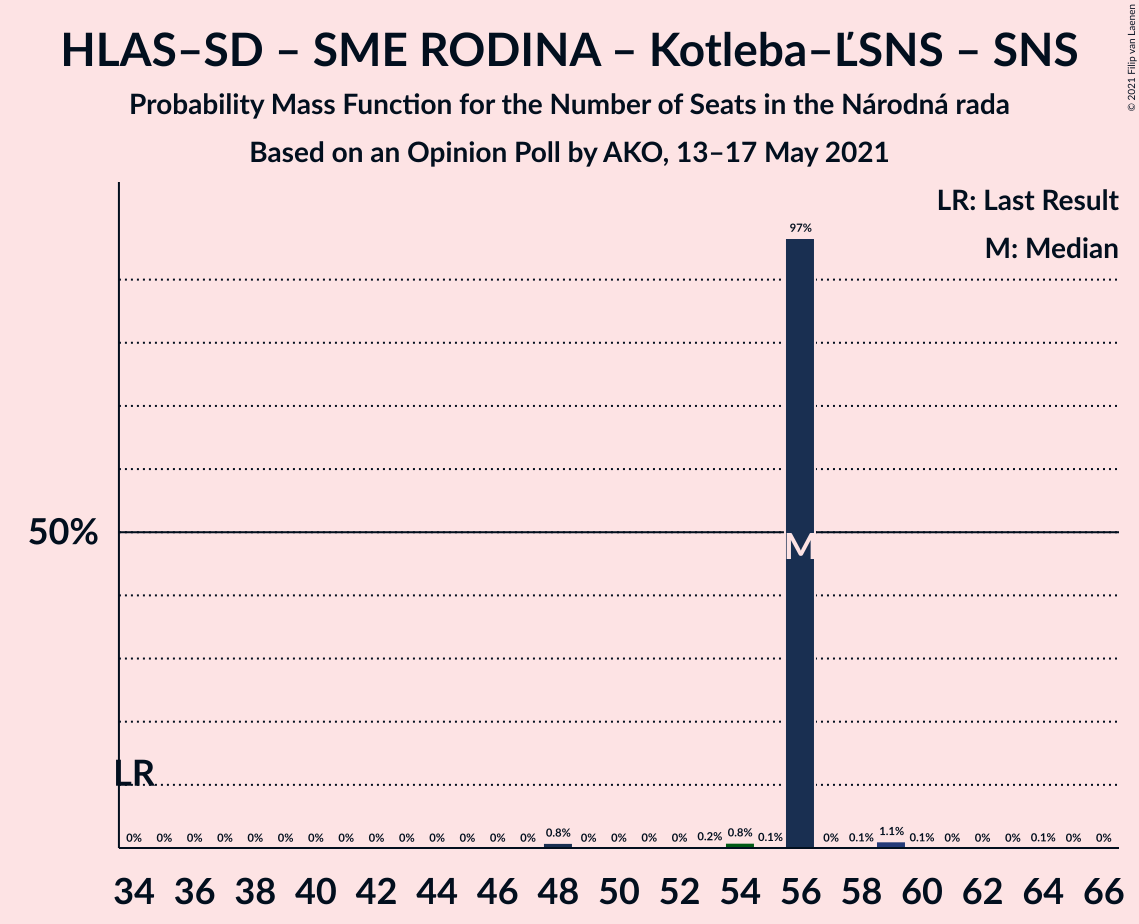 HLAS–SD – SME RODINA – Kotleba–ĽSNS – SNS
Probability Mass Function for the Number of Seats in the Národná rada
Based on an Opinion Poll by AKO, 13–17 May 2021
© 2021 Filip van Laenen
LR: Last Result
M: Median
97%
50%
M
LR
0% 0% 0% 0% 0% 0% 0% 0% 0% 0% 0% 0% 0% 0% 0.8% 0% 0% 0% 0% 0.2% 0.8% 0.1% 0% 0.1% 1.1% 0.1% 0% 0% 0% 0.1% 0% 0%
34 36 38 40 42 44 46 48 50 52 54 56 58 60 62 64 66